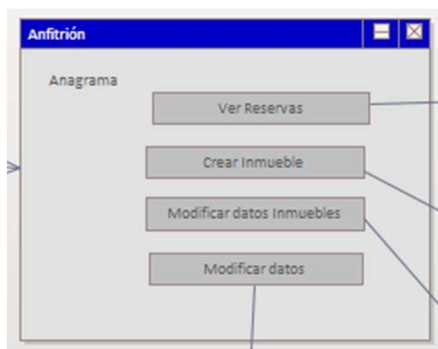 Anfitrión
Anagrama
Ver Reservas
Crear Inmueble
Modificar datos Inmuebles
Modificar datos